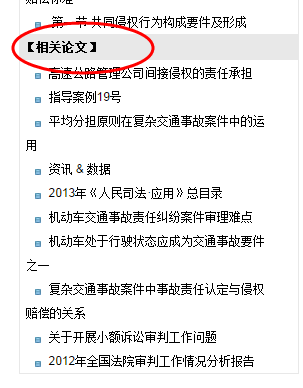 赔偿标准
第一节 共同侵权行为构成要件及形成
【相关论文】
高速公路管理公司间接侵权的责任承担
指导案例19号
平均分担原则在复杂交通事故案件中的运
用
资讯 & 数据
2013年《人民司法·应用》总目录
机动车交通事故责任纠纷案件审理难点
机动车处于行驶状态应成为交通事故要件
之一
复杂交通事故案件中事故责任认定与侵权
赔偿的关系
关于开展小额诉讼审判工作问题
2012年全国法院审判工作情况分析报告